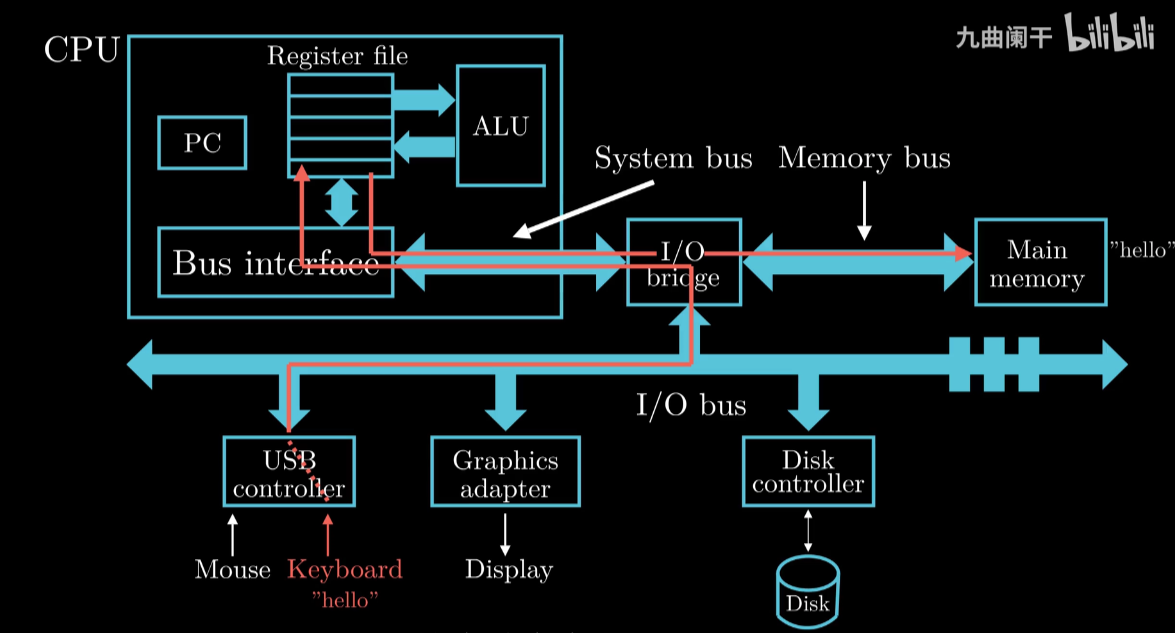 九曲阑干 bilibili
CPU
Register file
PC
ALU
System bus
Memory bus
Bus interface
I/O
bridge
Main
memory
"hello"
I/O bus
USB
controller
Graphics
adapter
Disk
controller
Mouse
Keyboard
"hello"
Display
Disk